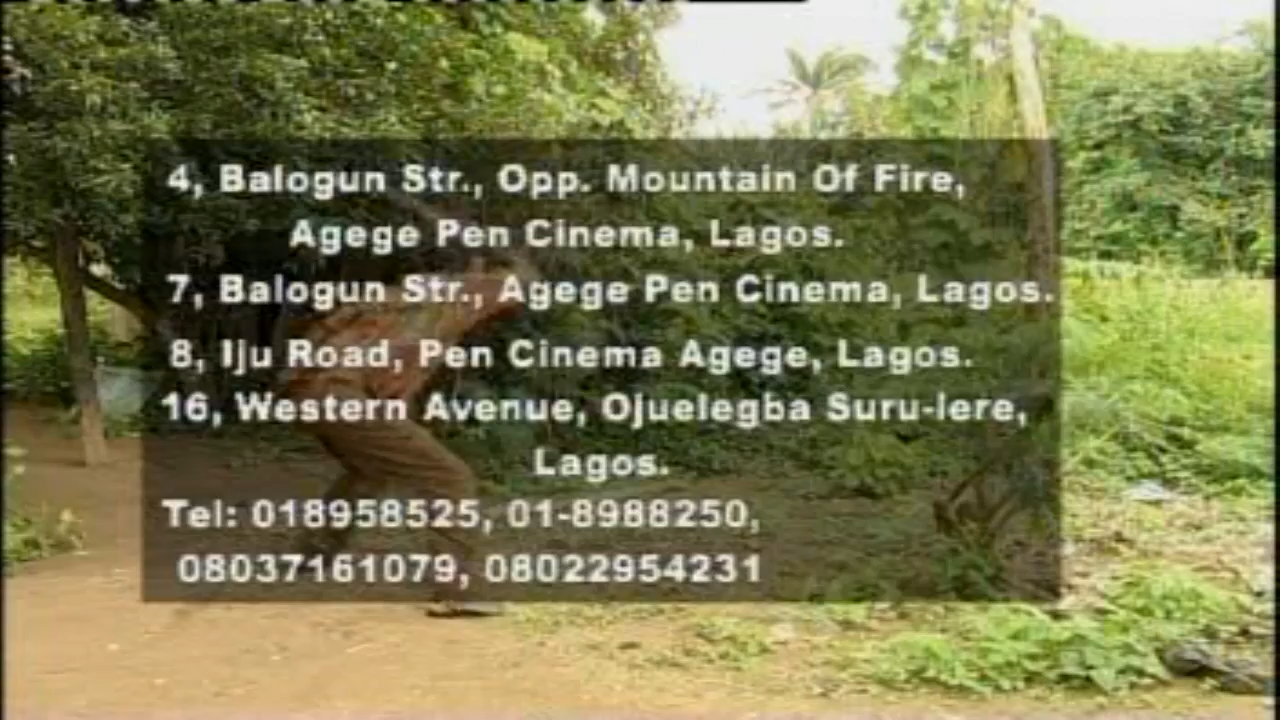 4, Balogun Str., Opp. Mountain Of Fire,
Agege Pen Cinema, Lagos.
7, Balogun Str., Agege Pen Cinema, Lagos.
8, Iju Road, Pen Cinema Agege, Lagos.
16, Western Avenue, Ojuelegba Suru-lere,
Lagos.
Tel: 018958525, 01-8988250,
08037161079, 08022954231